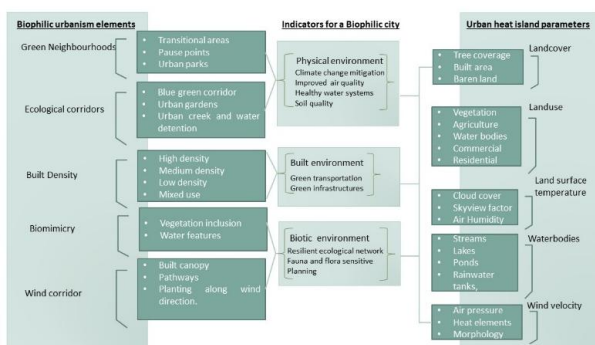 Biophilic urbanism elements
Green Neighbourhoods
• Transitional areas
• Pause points
• Urban parks
Ecological corridors
• Blue green corridor
• Urban gardens
• Urban creek and water
detention
Built Density
• High density
• Medium density
• Low density
• Mixed use
Biomimicry
• Vegetation inclusion
• Water features
Wind corridor
• Built canopy
• Pathways
• Planting along wind
direction.
Indicators for a Biophilic city
Physical environment
Climate change mitigation
Improved air quality
Healthy water systems
Soil quality
Built environment
Green transportation
Green infrastructures
Biotic environment
Resilient ecological network
Fauna and flora sensitive
Planning
Urban heat island parameters
Landcover
• Tree coverage
• Built area
• Baren land
Landuse
• Vegetation
• Agriculture
• Water bodies
• Commercial
• Residential
Land surface
temperature
• Cloud cover
• Skyview factor
• Air Humidity
Waterbodies
• Streams
• Lakes
• Ponds
• Rainwater
tanks,
Wind velocity
• Air pressure
• Heat elements
• Morphology